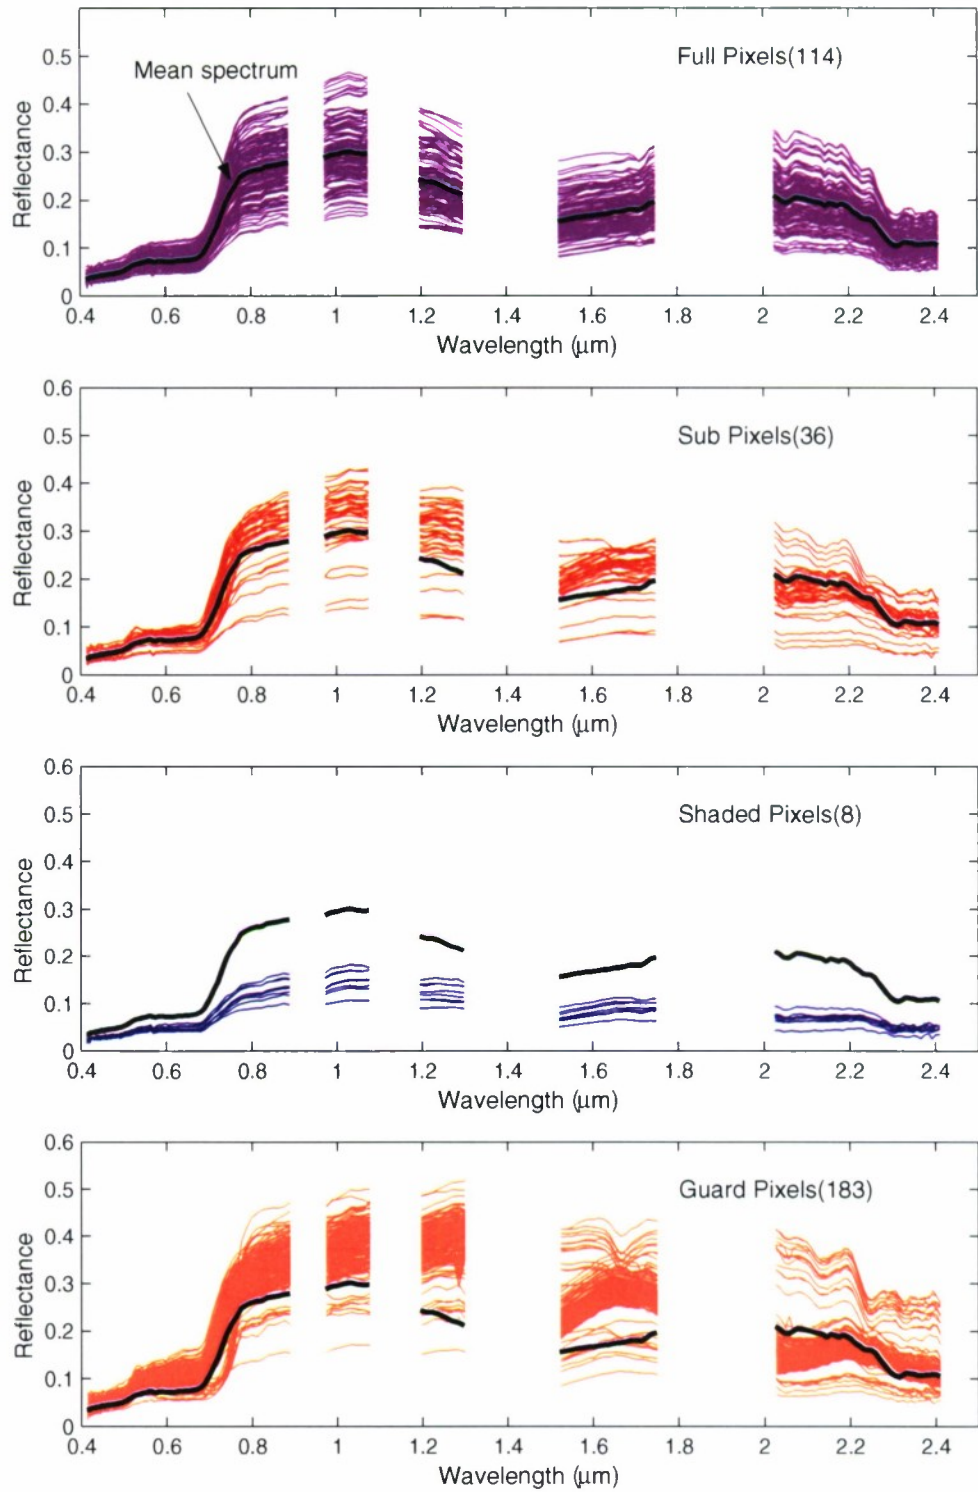 0.5
0.4
0.3
0.2
0.1
0
Reflectance
Mean spectrum
Full Pixels(114)
0.4 0.6 0.8 1 1.2 1.4 1.6 1.8 2 2.2 2.4
Wavelength (μm)
0.6
0.5
0.4
0.3
0.2
0.1
0
Reflectance
Sub Pixels(36)
0.4 0.6 0.8 1 1.2 1.4 1.6 1.8 2 2.2 2.4
Wavelength (μm)
0.6
0.5
0.4
0.3
0.2
0.1
0
Reflectance
Shaded Pixels(8)
0.4 0.6 0.8 1 1.2 1.4 1.6 1.8 2 2.2 2.4
Wavelength (μm)
0.6
0.5
0.4
0.3
0.2
0.1
0
Reflectance
Guard Pixels(183)
0.4 0.6 0.8 1 1.2 1.4 1.6 1.8 2 2.2 2.4
Wavelength (μm)